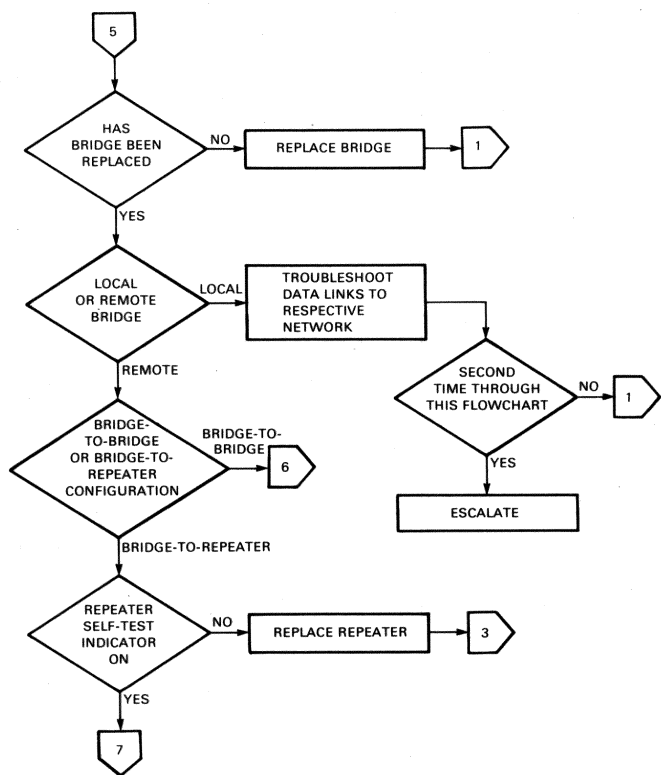 5
HAS
BRIDGE BEEN
REPLACED
NO
REPLACE BRIDGE
1
YES
LOCAL
OR REMOTE
BRIDGE
LOCAL
TROUBLESHOOT
DATA LINKS TO
RESPECTIVE
NETWORK
SECOND
TIME THROUGH
THIS FLOWCHART
NO
1
YES
ESCALATE
REMOTE
BRIDGE-
TO-BRIDGE
OR BRIDGE-TO-
REPEATER
CONFIGURATION
BRIDGE-TO-
BRIDGE
6
BRIDGE-TO-REPEATER
REPEATER
SELF-TEST
INDICATOR
ON
NO
REPLACE REPEATER
3
YES
7